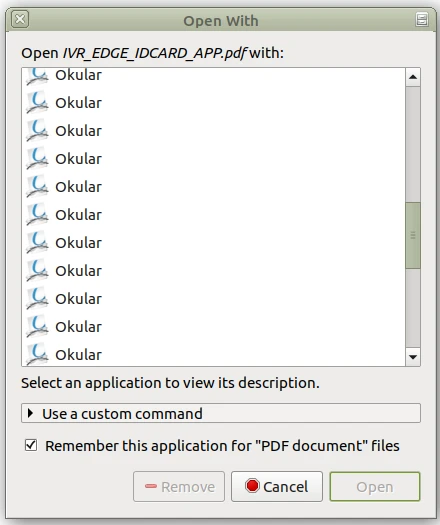 Open With
Open IVR_EDGE_IDCARD_APP.pdf with:
Okular
Okular
Okular
Okular
Okular
Okular
Okular
Okular
Okular
Okular
Okular
Select an application to view its description.
Use a custom command
Remember this application for "PDF document" files
Remove Cancel Open